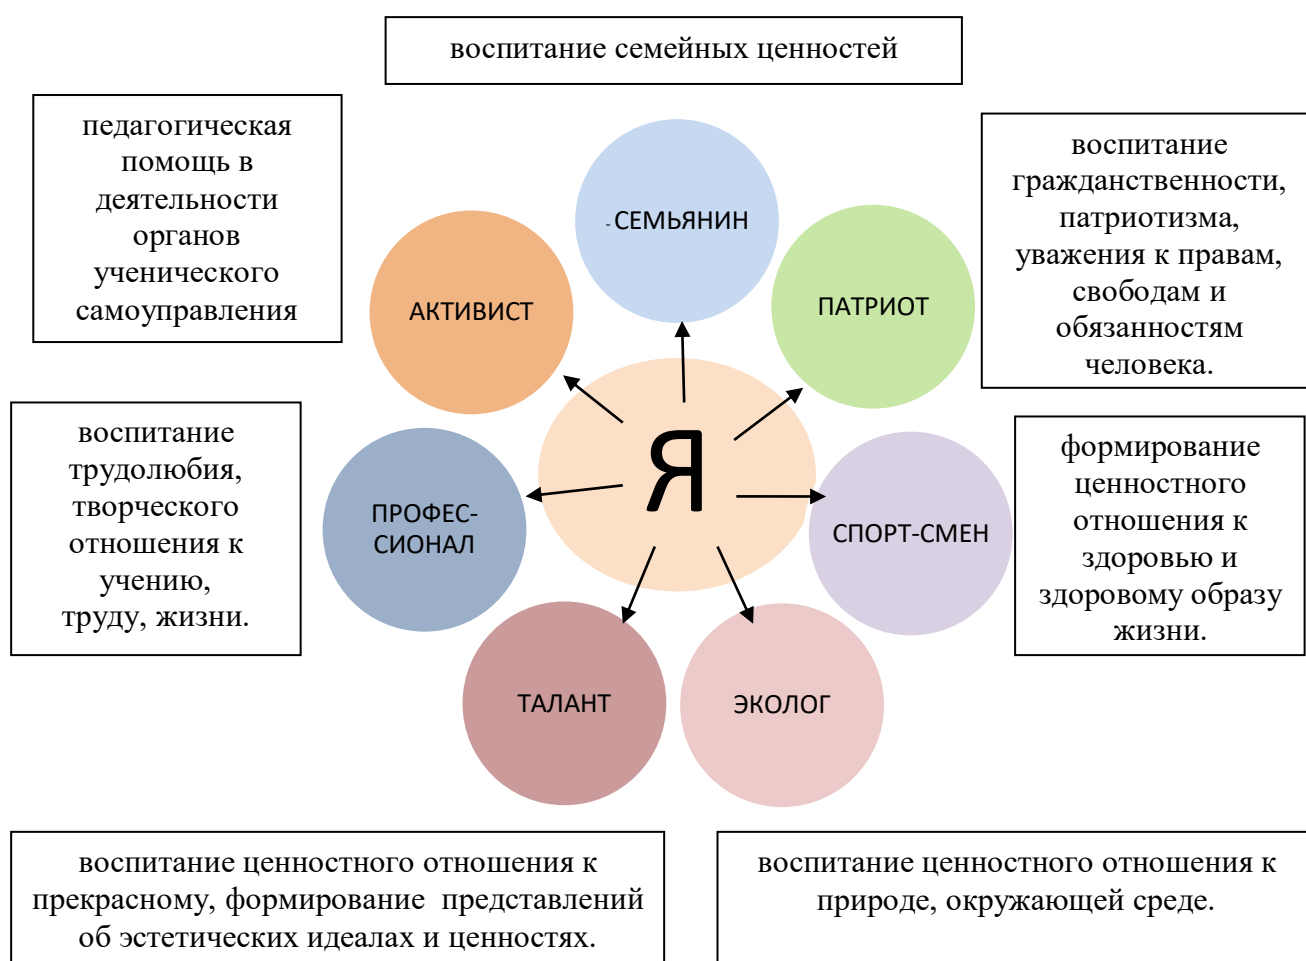 воспитание семейных ценностей
педагогическая
помощь в
деятельности
органов
ученического
самоуправления
воспитание
гражданственности,
патриотизма,
уважения к правам,
свободам и
обязанностям
человека.
- СЕМЬЯНИН
АКТИВИСТ
ПАТРИОТ
Я
воспитание
трудолюбия,
творческого
отношения к
учению,
труду, жизни.
ПРОФЕС-
СИОНАЛ
СПОРТ-СМЕН
формирование
ценностного
отношения к
здоровью и
здоровому образу
жизни.
ТАЛАНТ
ЭКОЛОГ
воспитание ценностного отношения к
прекрасному, формирование  представлений
об эстетических идеалах и ценностях.
воспитание ценностного отношения к
природе, окружающей среде.